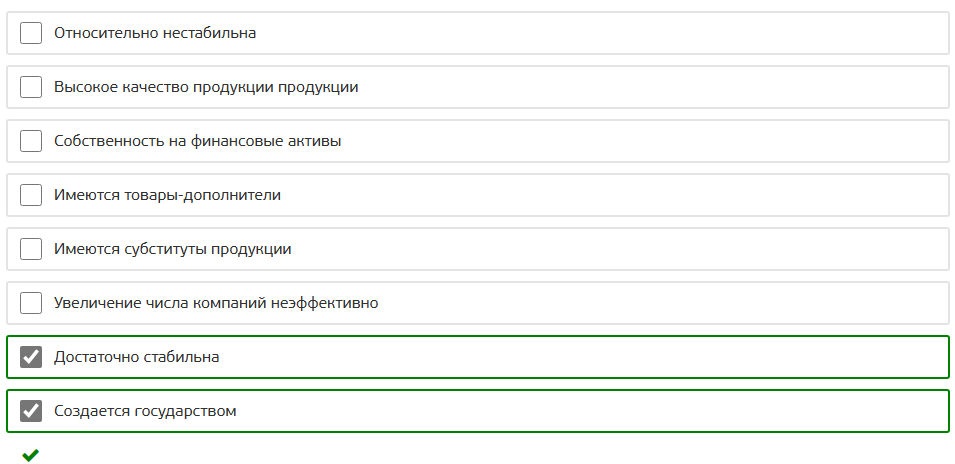 Относительно нестабильна
Высокое качество продукции продукции
Собственность на финансовые активы
Имеются товары-дополнители
Имеются субституты продукции
Увеличение числа компаний неэффективно
Достаточно стабильна
Создается государством